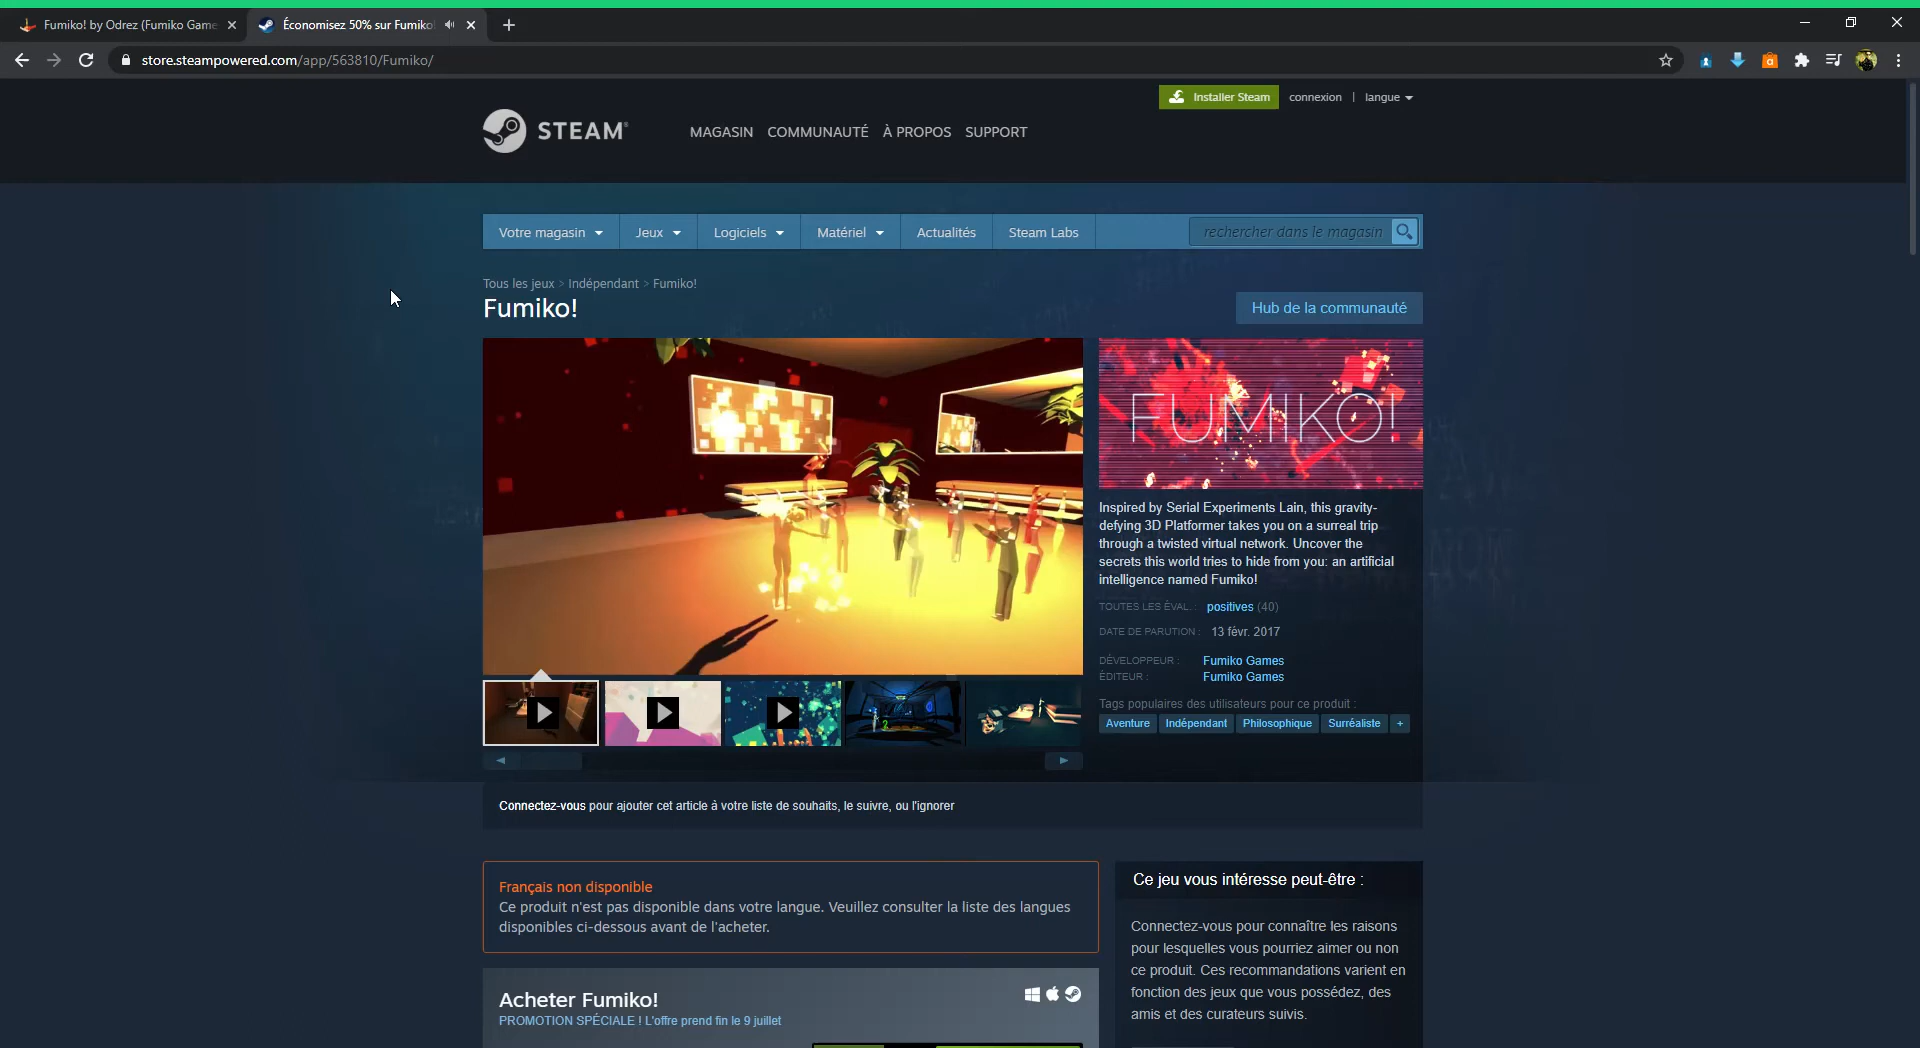 Fumiko! by Odrez (Fumiko Game
Économisez 50% sur Fumiko!
store.steampowered.com/app/563810/Fumiko/
Installer Steam
connexion | langue
STEAM
MAGASIN COMMUNAUTÉ À PROPOS SUPPORT
Votre magasin Jeux Logiciels Matériel Actualités Steam Labs rechercher dans le magasin
Tous les jeux > Indépendant > Fumiko!
Fumiko!
Hub de la communauté
FUMIKO!
Inspired by Serial Experiments Lain, this gravity-
defying 3D Platformer takes you on a surreal trip
through a twisted virtual network. Uncover the
secrets this world tries to hide from you: an artificial
intelligence named Fumiko!
TOUTES LES ÉVAL. : positives (40)
DATE DE PARUTION : 13 févr. 2017
DÉVELOPPEUR : Fumiko Games
ÉDITEUR : Fumiko Games
Tags populaires des utilisateurs pour ce produit :
Aventure Indépendant Philosophique Surréaliste +
Connectez-vous pour ajouter cet article à votre liste de souhaits, le suivre, ou l'ignorer
Français non disponible
Ce produit n'est pas disponible dans votre langue. Veuillez consulter la liste des langues
disponibles ci-dessous avant de l'acheter.
Acheter Fumiko!
PROMOTION SPÉCIALE ! L'offre prend fin le 9 juillet
Ce jeu vous intéresse peut-être :
Connectez-vous pour connaître les raisons
pour lesquelles vous pourriez aimer ou non
ce produit. Ces recommandations varient en
fonction des jeux que vous possédez, des
amis et des curateurs suivis.